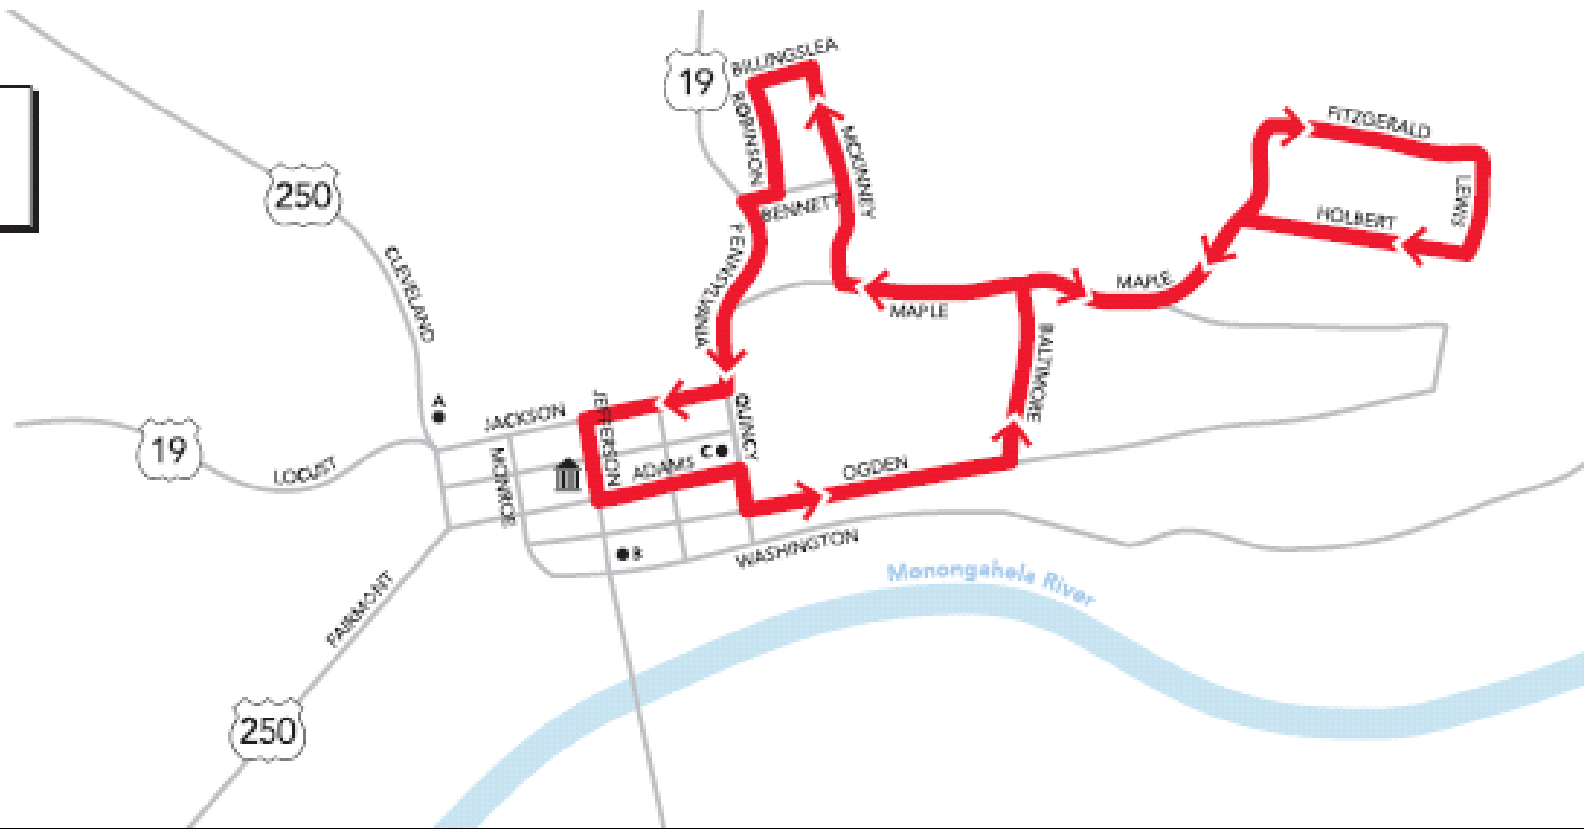 BILLINGSLEA
19
ROBINSON
MCKINNEY
FITZGERALD
250
LEWIS
BENNETT
HOLBERT
PENNSYLVANIA
CLEVELAND
MAPLE
MAPLE
BALTIMORE
A
JACKSON
JEFFERSON
QUINCY
19
LOCUST
MONROE
ADAMS
C
OGDEN
B
WASHINGTON
Monongahela River
FAIRMONT
250